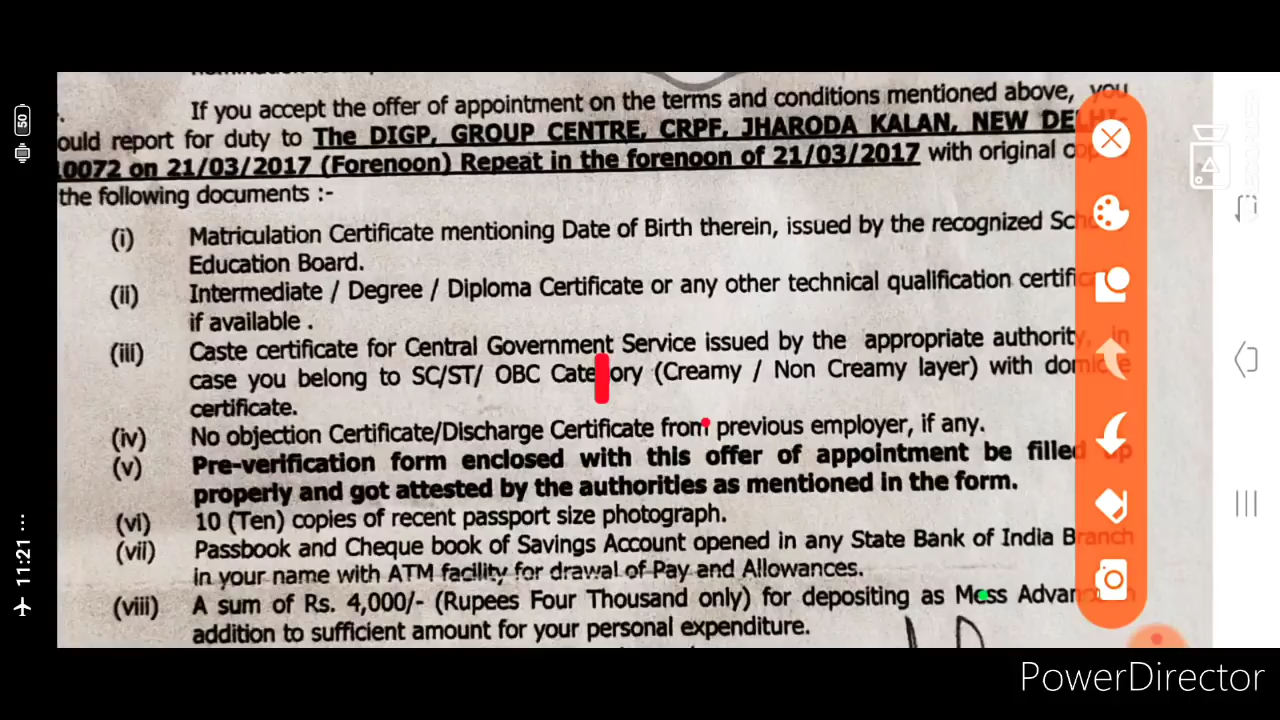 If you accept the offer of appointment on the terms and conditions mentioned above, you
ould report for duty to The DIGP, GROUP CENTRE, CRPF, JHARODA KALAN, NEW DELHI-
10072 on 21/03/2017 (Forenoon) Repeat in the forenoon of 21/03/2017 with original
the following documents :-
(i) Matriculation Certificate mentioning Date of Birth therein, issued by the recognized
Education Board.
(ii) Intermediate / Degree / Diploma Certificate or any other technical qualification
if available .
(iii) Caste certificate for Central Government Service issued by the appropriate authority, in
case you belong to SC/ST/ OBC Category (Creamy / Non Creamy layer) with domicile
certificate.
(iv) No objection Certificate/Discharge Certificate from previous employer, if any.
(v) Pre-verification form enclosed with this offer of appointment be filled up
properly and got attested by the authorities as mentioned in the form.
(vi) 10 (Ten) copies of recent passport size photograph.
(vii) Passbook and Cheque book of Savings Account opened in any State Bank of India Branch
in your name with ATM facility for drawal of Pay and Allowances.
(viii) A sum of Rs. 4,000/- (Rupees Four Thousand only) for depositing as Mess
addition to sufficient amount for your personal expenditure.
11:21 ...
50
PowerDirector